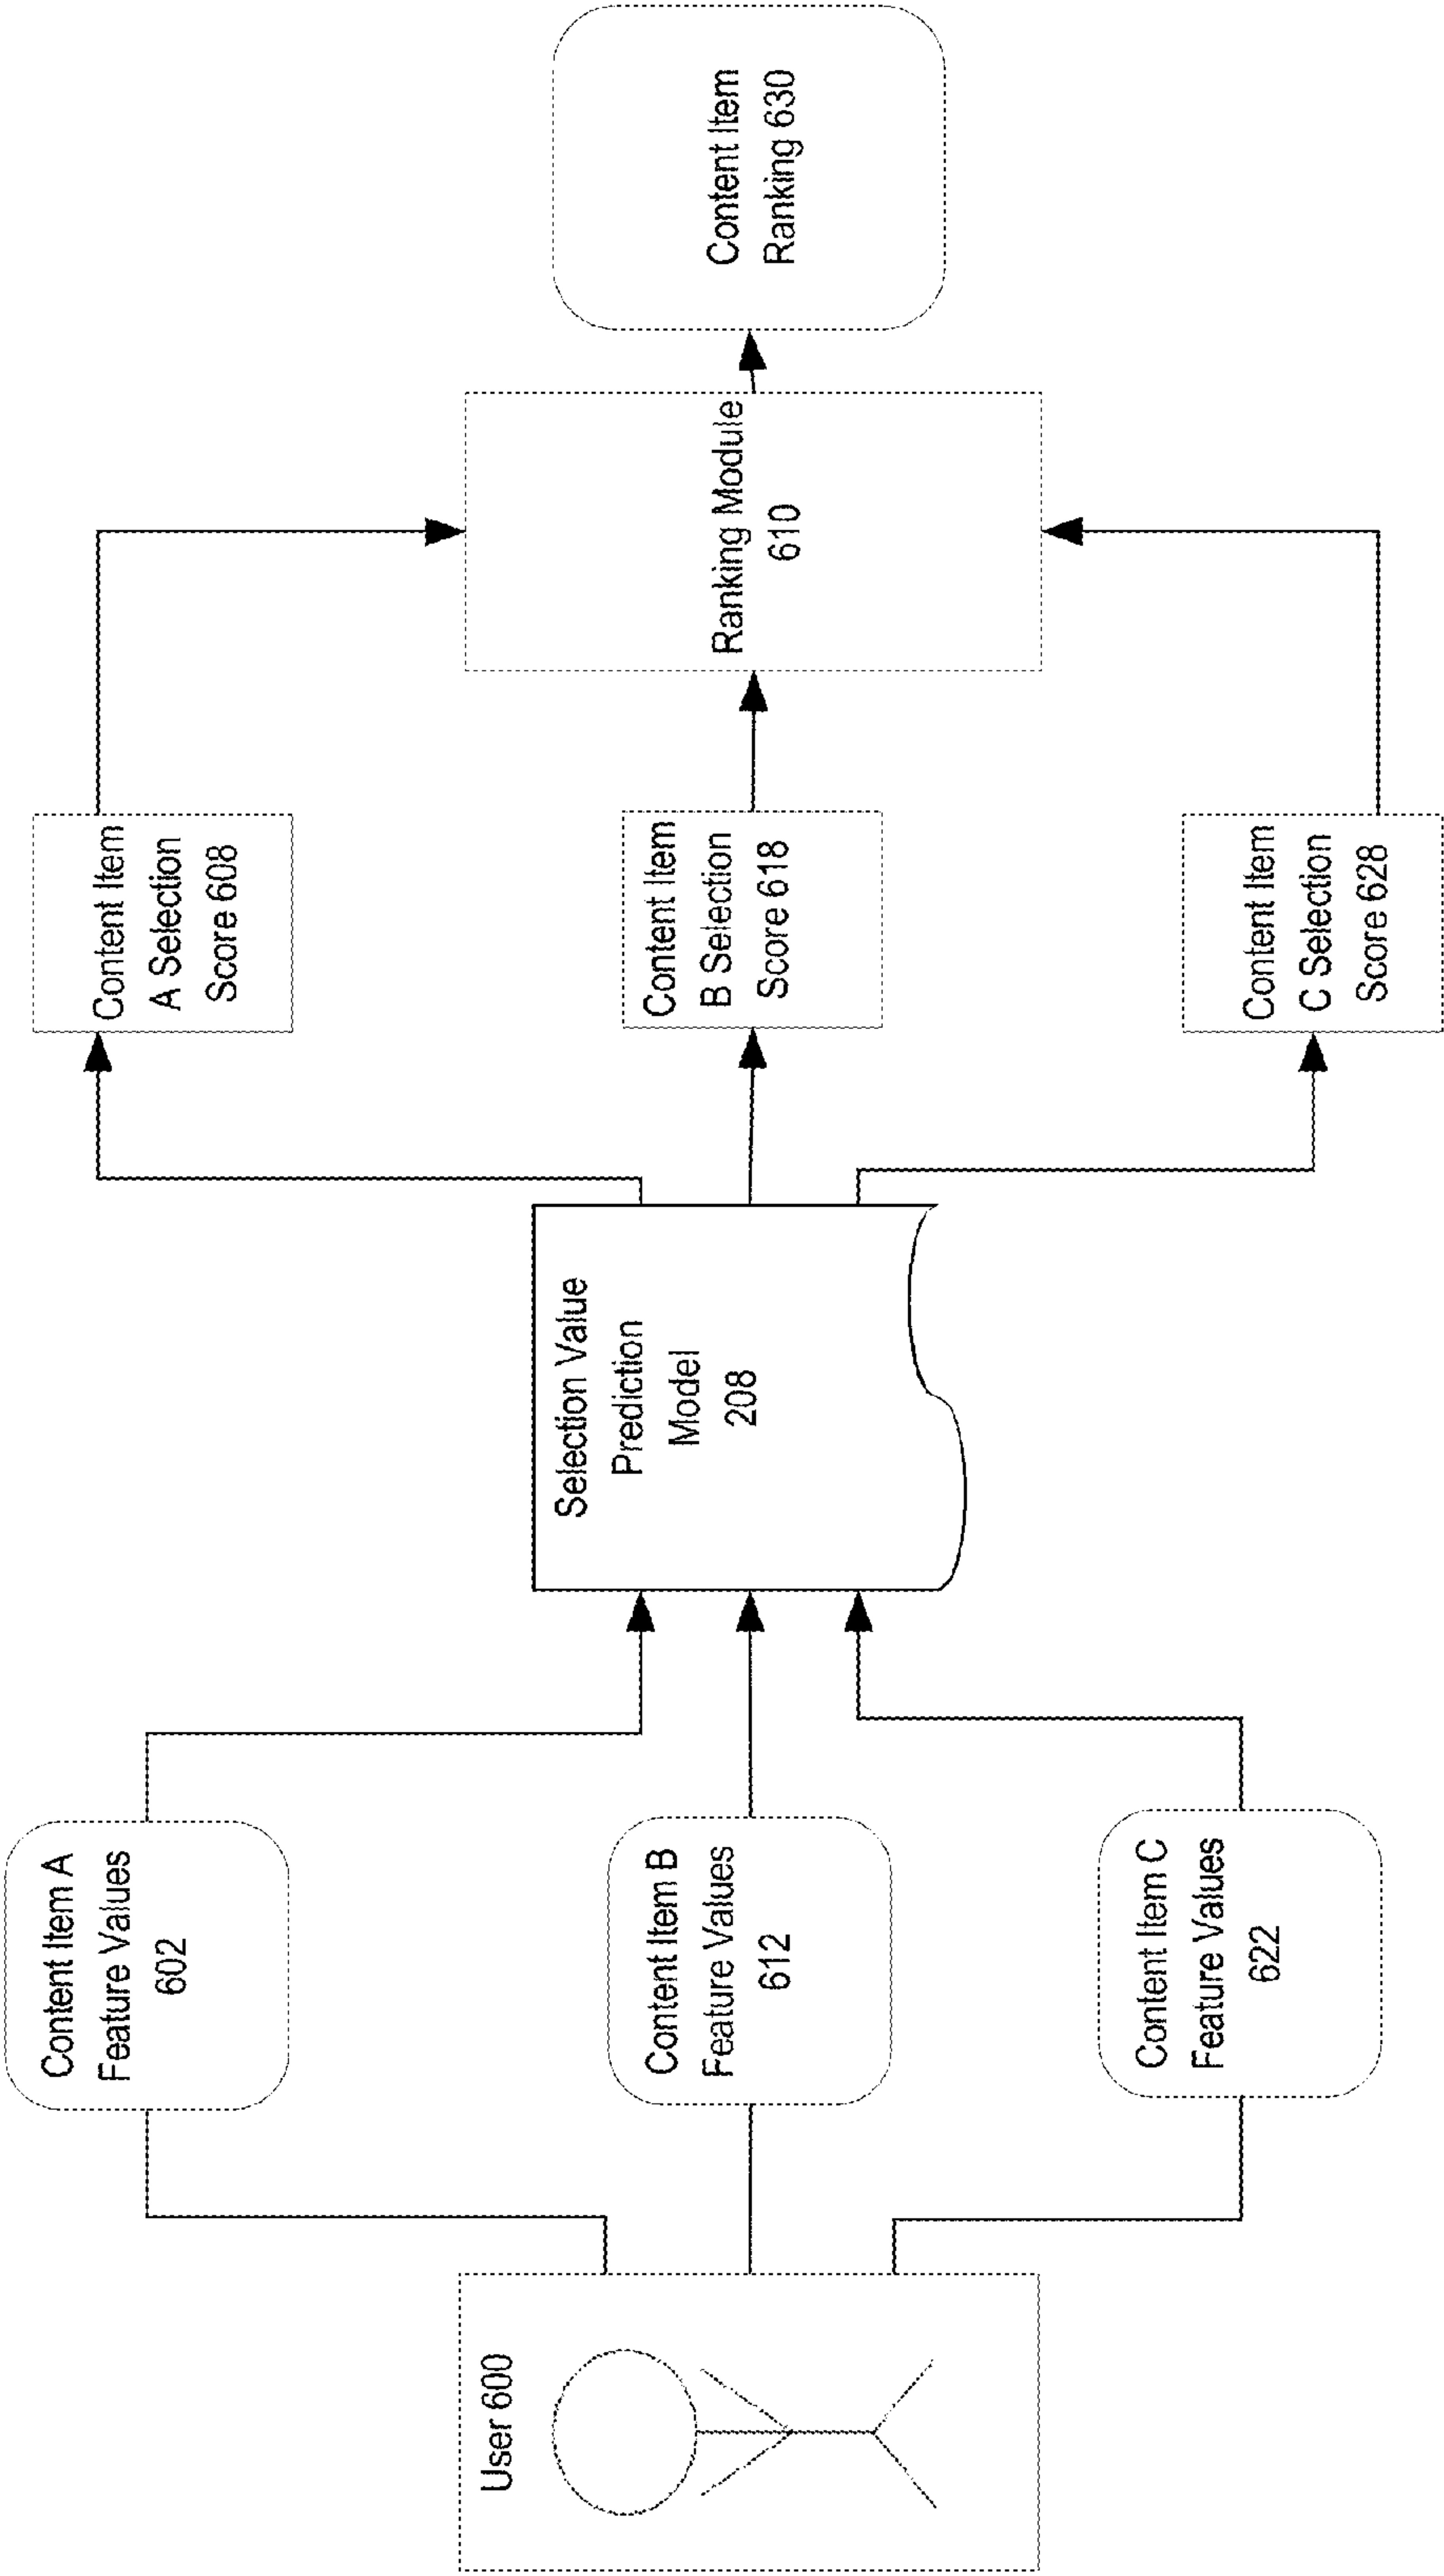 User 600
Content Item A
Feature Values
602
Content Item B
Feature Values
612
Content Item C
Feature Values
622
Selection Value
Prediction
Model
208
Content Item
A Selection
Score 608
Content Item
B Selection
Score 618
Content Item
C Selection
Score 628
Ranking Module
610
Content Item
Ranking 630